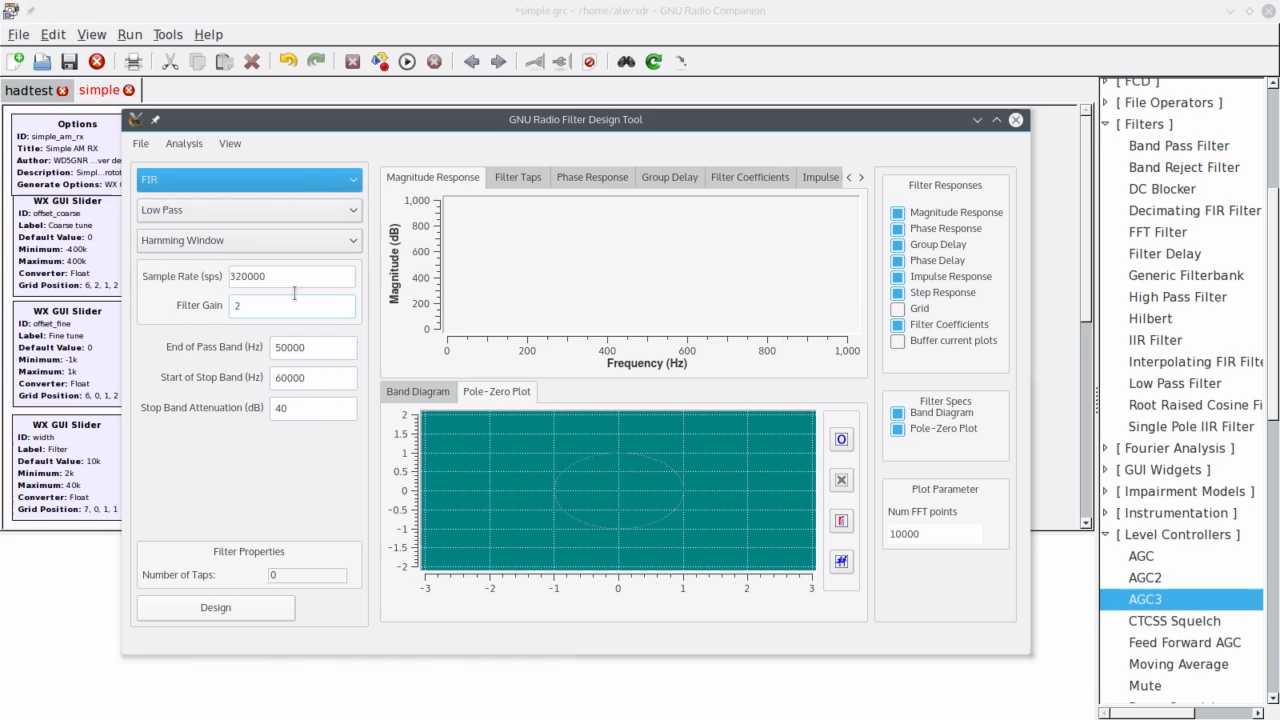 *simple.grc - /home/alw/sdr - GNU Radio Companion
File Edit View Run Tools Help
hadtest simple
Options
ID: simple_am_rx
Title: Simple AM RX
Author: WD5GNR ...ver de
Description: Simpl...rotot
Generate Options: WX G
WX GUI Slider
ID: offset_coarse
Label: Coarse tune
Default Value: 0
Minimum: -400k
Maximum: 400k
Converter: Float
Grid Position: 6, 2, 1, 2
WX GUI Slider
ID: offset_fine
Label: Fine tune
Default Value: 0
Minimum: -1k
Maximum: 1k
Converter: Float
Grid Position: 6, 0, 1, 2
WX GUI Slider
ID: width
Label: Filter
Default Value: 10k
Minimum: 2k
Maximum: 40k
Converter: Float
Grid Position: 7, 0, 1, 1
GNU Radio Filter Design Tool
File Analysis View
FIR
Low Pass
Hamming Window
Sample Rate (sps) 320000
Filter Gain 2
End of Pass Band (Hz) 50000
Start of Stop Band (Hz) 60000
Stop Band Attenuation (dB) 40
Filter Properties
Number of Taps: 0
Design
Magnitude Response Filter Taps Phase Response Group Delay Filter Coefficients Impulse
Magnitude (dB)
1,000
800
600
400
200
0
0 200 400 600 800 1,000
Frequency (Hz)
Band Diagram Pole-Zero Plot
2
1.5
1
0.5
0
-0.5
-1
-1.5
-2
-3 -2 -1 0 1 2 3
Filter Responses
Magnitude Response
Phase Response
Group Delay
Phase Delay
Impulse Response
Step Response
Grid
Filter Coefficients
Buffer current plots
Filter Specs
Band Diagram
Pole-Zero Plot
Plot Parameter
Num FFT points
10000
[ FCD ]
[ File Operators ]
[ Filters ]
Band Pass Filter
Band Reject Filter
DC Blocker
Decimating FIR Filter
FFT Filter
Filter Delay
Generic Filterbank
High Pass Filter
Hilbert
IIR Filter
Interpolating FIR Filte
Low Pass Filter
Root Raised Cosine Fi
Single Pole IIR Filter
[ Fourier Analysis ]
[ GUI Widgets ]
[ Impairment Models ]
[ Instrumentation ]
[ Level Controllers ]
AGC
AGC2
AGC3
CTCSS Squelch
Feed Forward AGC
Moving Average
Mute